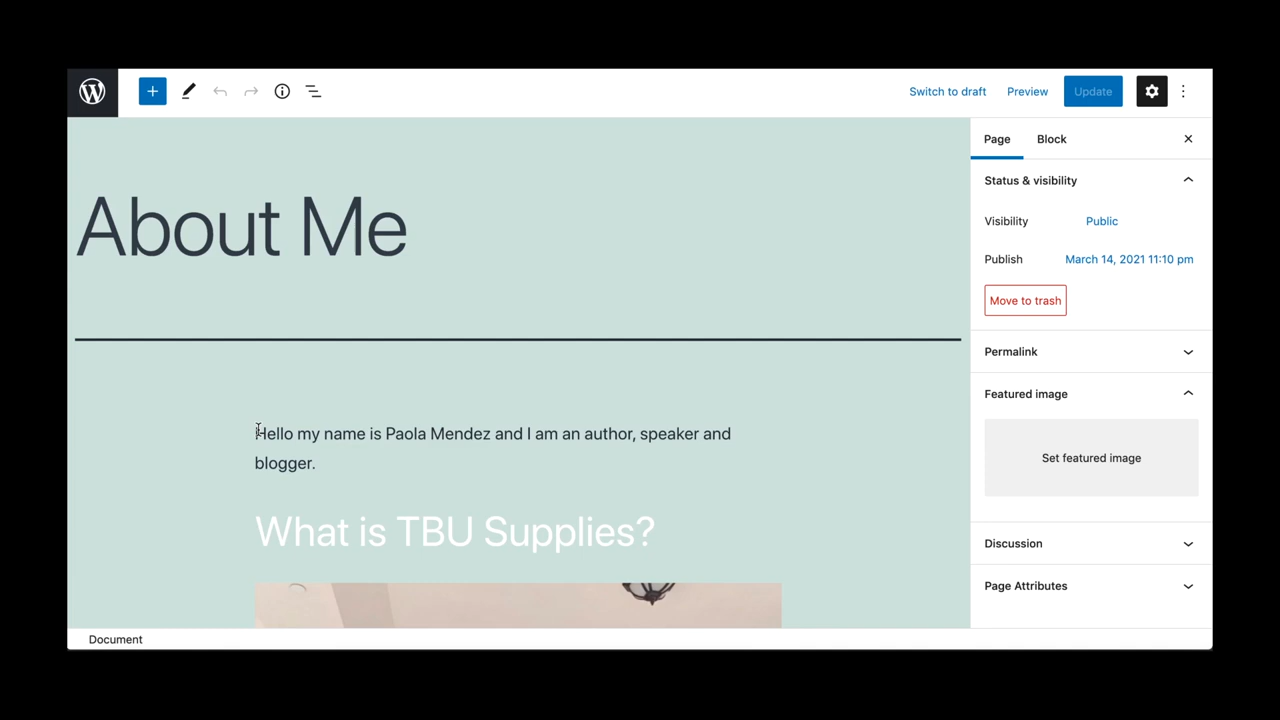 Switch to draft Preview Update
Page Block
Status & visibility
Visibility Public
Publish March 14, 2021 11:10 pm
Move to trash
Permalink
Featured image
Set featured image
Discussion
Page Attributes
About Me
Hello my name is Paola Mendez and I am an author, speaker and
blogger.
What is TBU Supplies?
Document